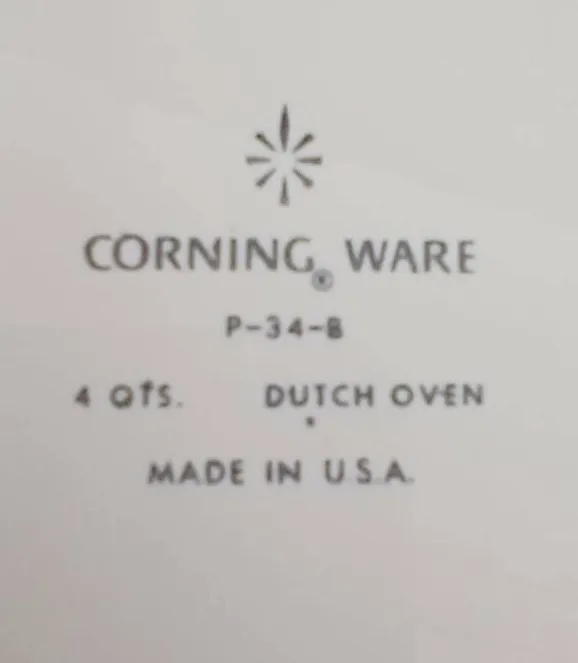 CORNING® WARE
P-34-B
4 QTS. DUTCH OVEN
MADE IN U.S.A.